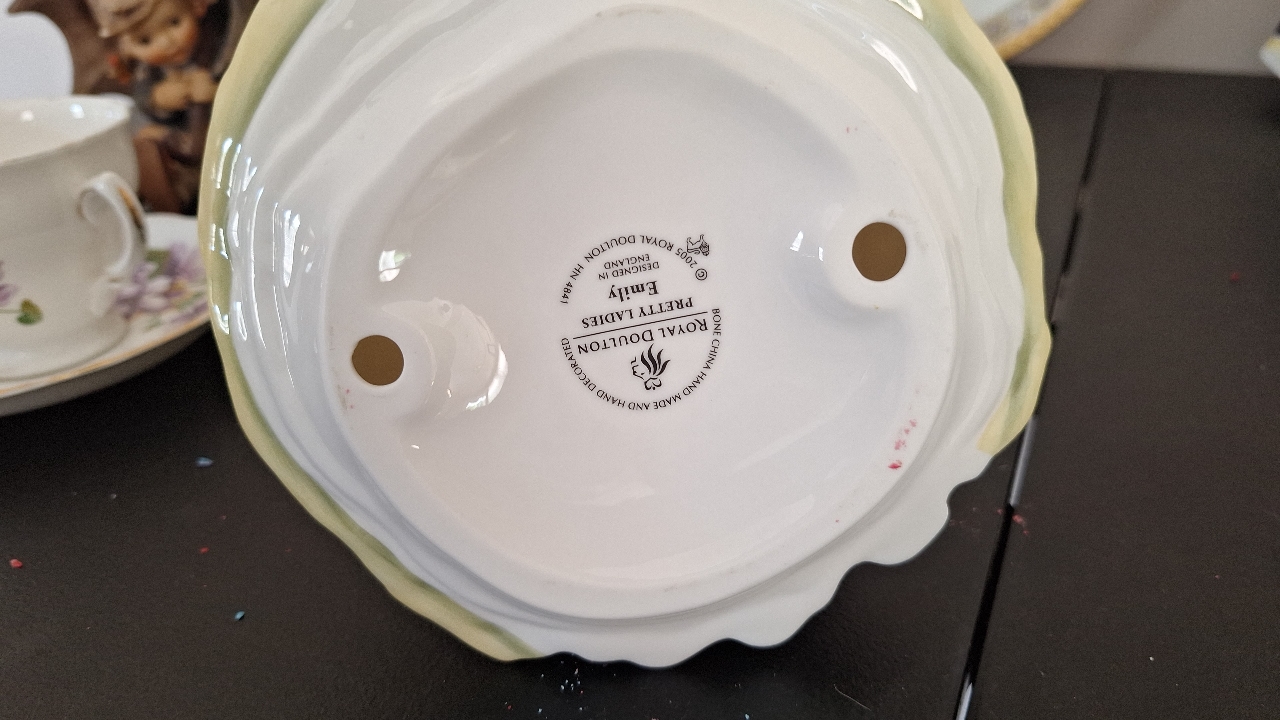 BONE CHINA HAND MADE AND HAND DECORATED
ROYAL DOULTON
PRETTY LADIES
Emily
DESIGNED IN
ENGLAND
© 2005 ROYAL DOULTON HN 4841